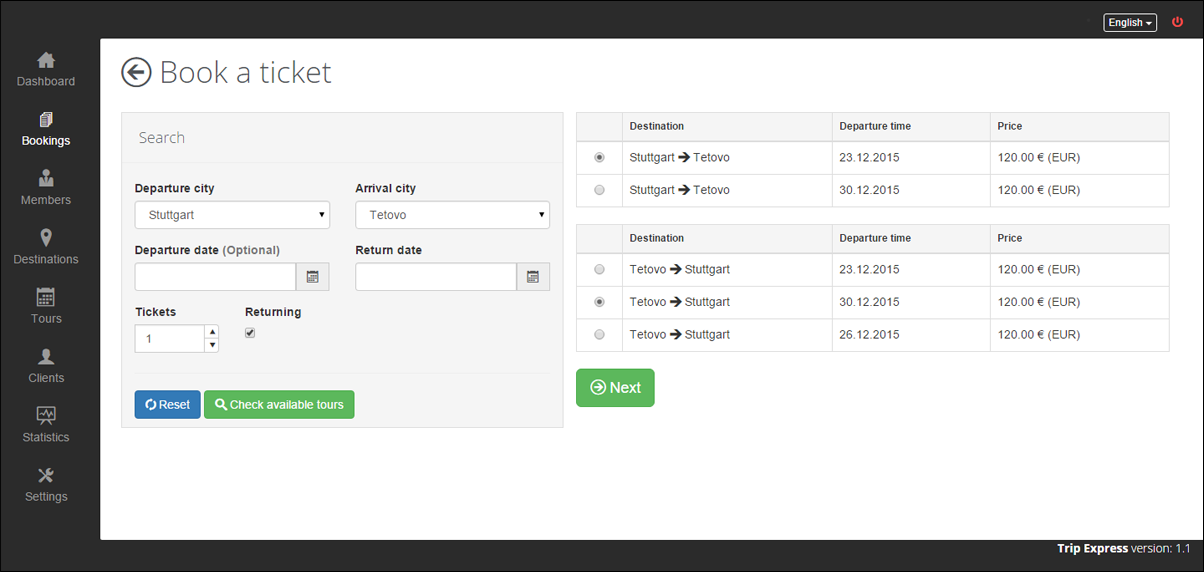 English
Dashboard
Bookings
Members
Destinations
Tours
Clients
Statistics
Settings
Book a ticket
Search
Departure city Arrival city
Stuttgart Tetovo
Departure date (Optional) Return date
Tickets Returning
1
Reset Check available tours
Destination Departure time Price
Stuttgart ➔ Tetovo 23.12.2015 120.00 € (EUR)
Stuttgart ➔ Tetovo 30.12.2015 120.00 € (EUR)
Destination Departure time Price
Tetovo ➔ Stuttgart 23.12.2015 120.00 € (EUR)
Tetovo ➔ Stuttgart 30.12.2015 120.00 € (EUR)
Tetovo ➔ Stuttgart 26.12.2015 120.00 € (EUR)
Next
Trip Express version: 1.1